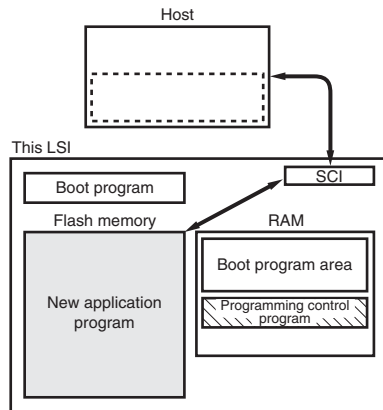 Host
This LSI
SCI
Boot program
Flash memory
RAM
Boot program area
New application
program
Programming control
program